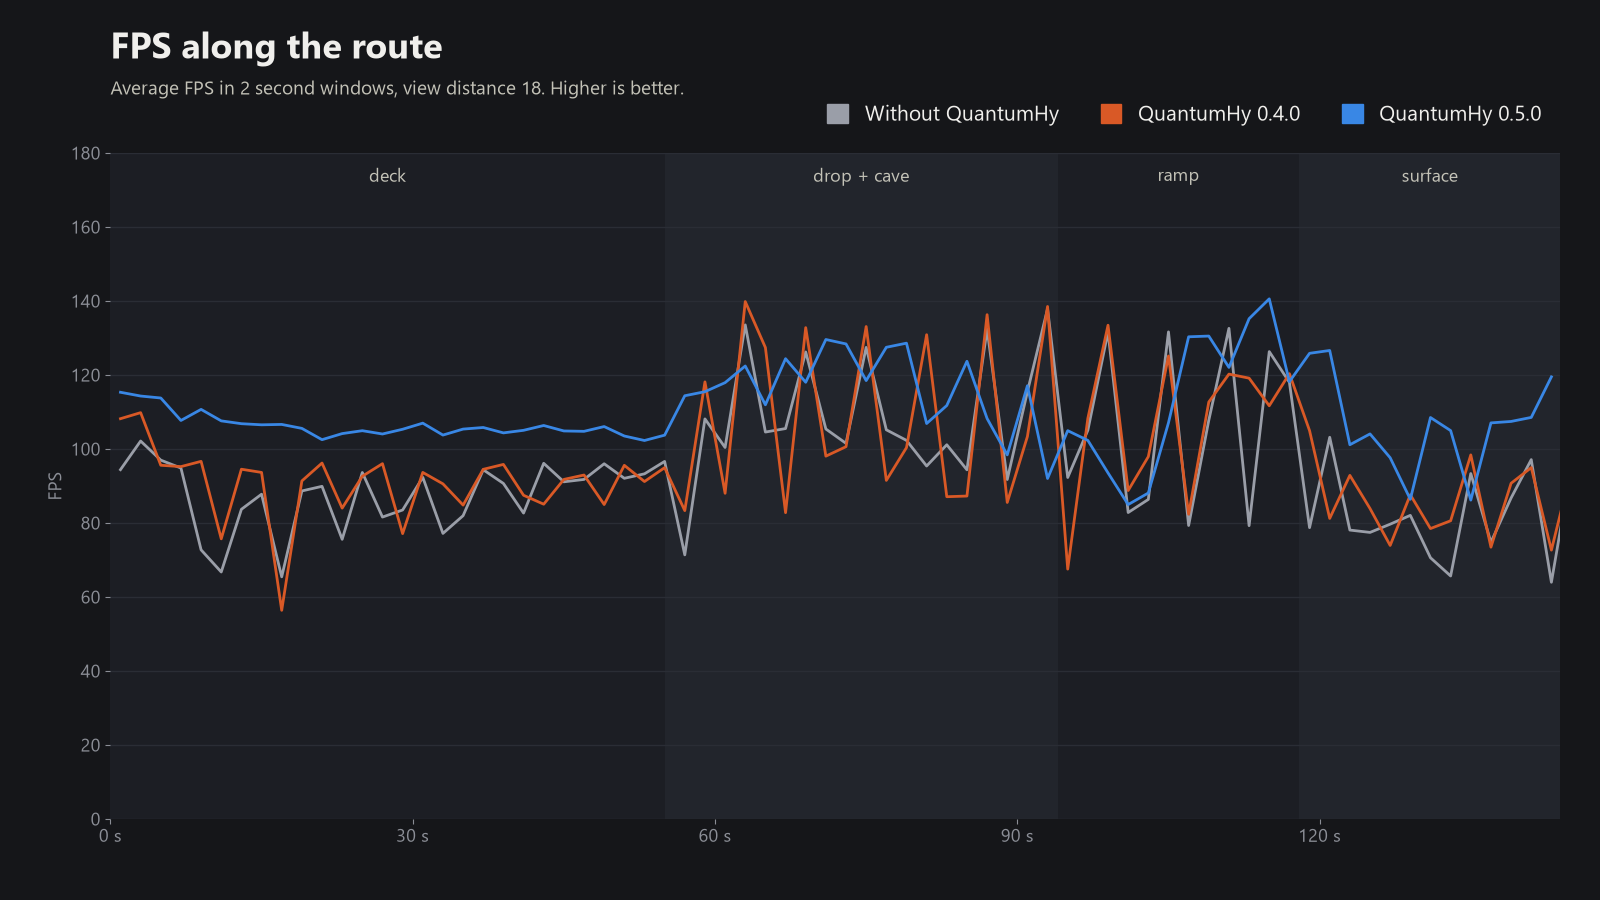 FPS along the route
Average FPS in 2 second windows, view distance 18. Higher is better.
Without QuantumHy
QuantumHy 0.4.0
QuantumHy 0.5.0
deck
drop + cave
ramp
surface
180
160
140
120
100
80
60
40
20
0
FPS
0 s
30 s
60 s
90 s
120 s